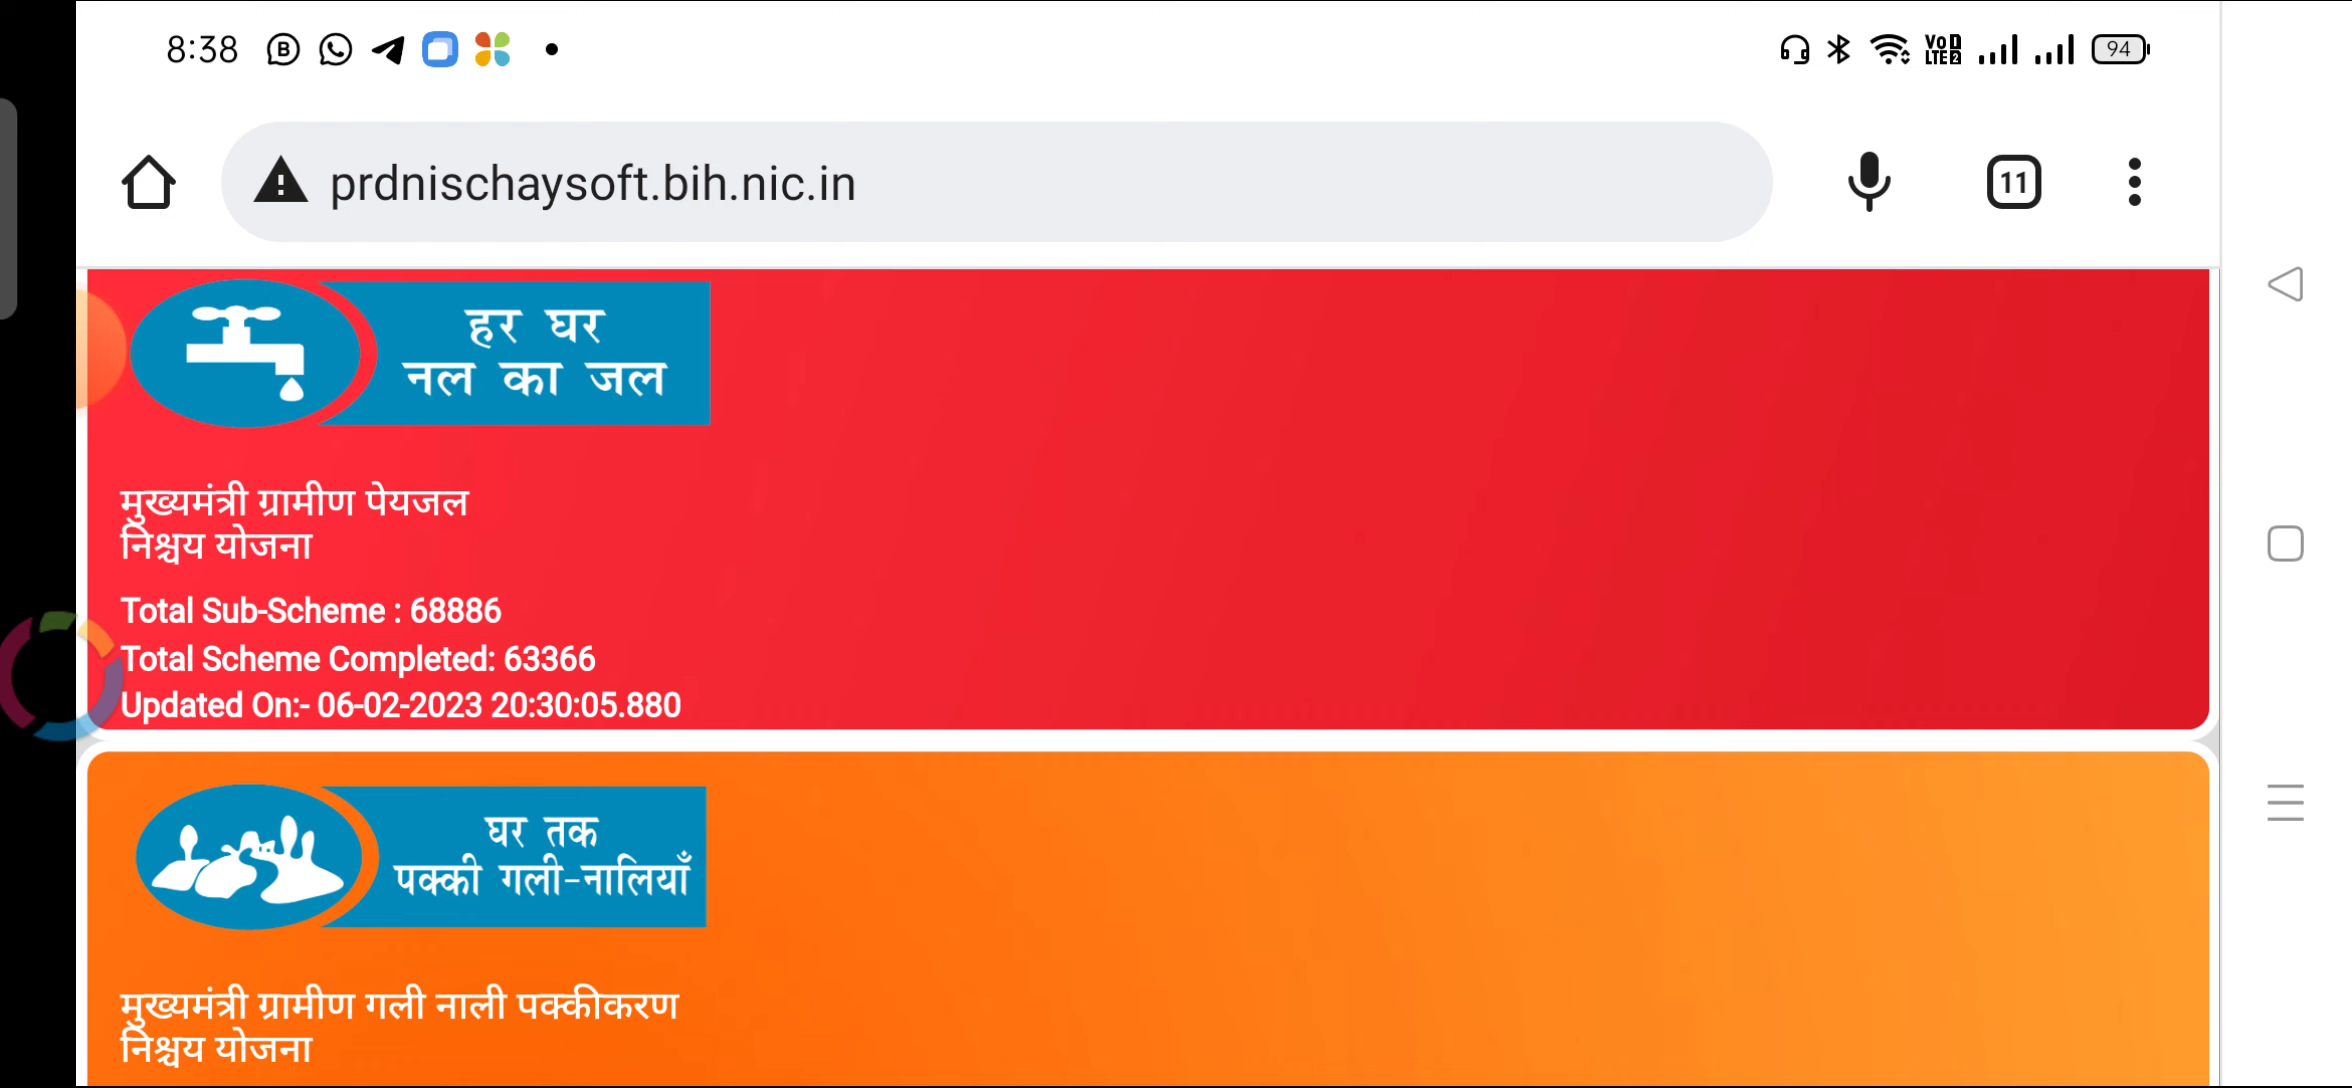 8:38
VoD LTE2
94
prdnischaysoft.bih.nic.in
11
हर घर
नल का जल
मुख्यमंत्री ग्रामीण पेयजल
निश्चय योजना
Total Sub-Scheme : 68886
Total Scheme Completed: 63366
Updated On:- 06-02-2023 20:30:05.880
घर तक
पक्की गली-नालियाँ
मुख्यमंत्री ग्रामीण गली नाली पक्कीकरण
निश्चय योजना